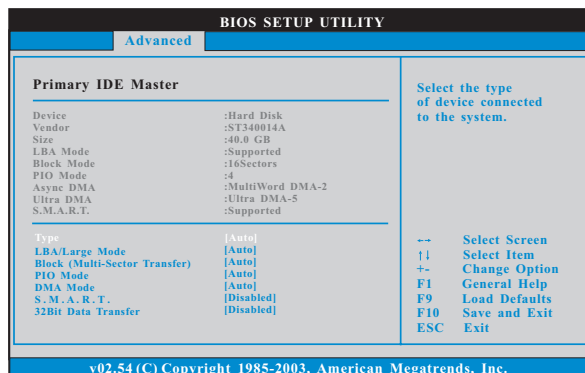 BIOS SETUP UTILITY
Advanced
Primary IDE Master
Device :Hard Disk
Vendor :ST340014A
Size :40.0 GB
LBA Mode :Supported
Block Mode :16Sectors
PIO Mode :4
Async DMA :MultiWord DMA-2
Ultra DMA :Ultra DMA-5
S.M.A.R.T. :Supported
Type [Auto]
LBA/Large Mode [Auto]
Block (Multi-Sector Transfer) [Auto]
PIO Mode [Auto]
DMA Mode [Auto]
S.M.A.R.T. [Disabled]
32Bit Data Transfer [Disabled]
Select the type
of device connected
to the system.
←→ Select Screen
↑↓ Select Item
+- Change Option
F1 General Help
F9 Load Defaults
F10 Save and Exit
ESC Exit
v02.54 (C) Copyright 1985-2003, American Megatrends, Inc.